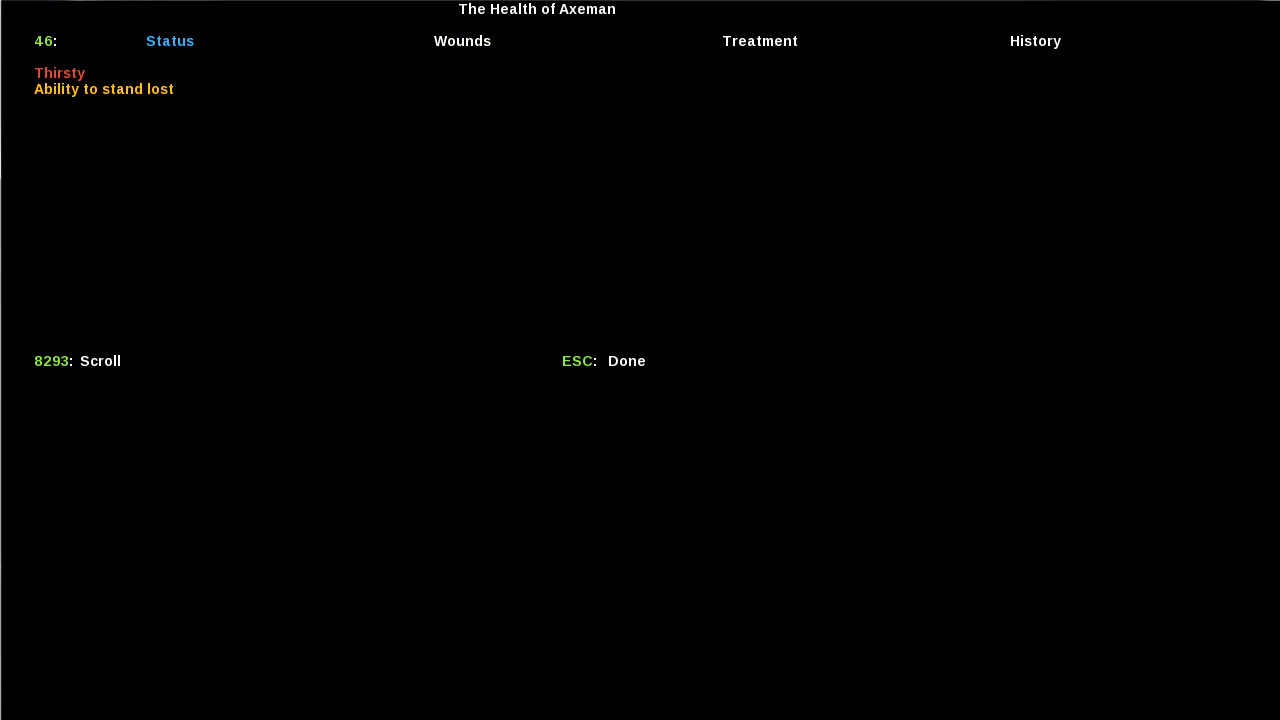 The Health of Axeman
46: Status Wounds Treatment History
Thirsty
Ability to stand lost
8293: Scroll ESC: Done